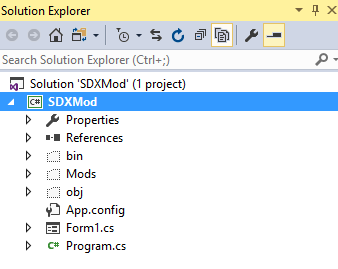 Solution Explorer
Search Solution Explorer (Ctrl+;)
Solution 'SDXMod' (1 project)
C# SDXMod
Properties
References
bin
Mods
obj
App.config
Form1.cs
C# Program.cs